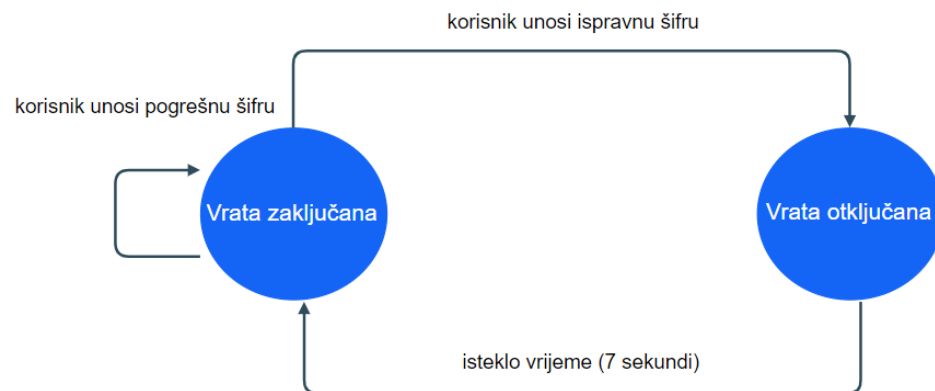 korisnik unosi ispravnu šifru
korisnik unosi pogrešnu šifru
Vrata zaključana
Vrata otključana
isteklo vrijeme (7 sekundi)